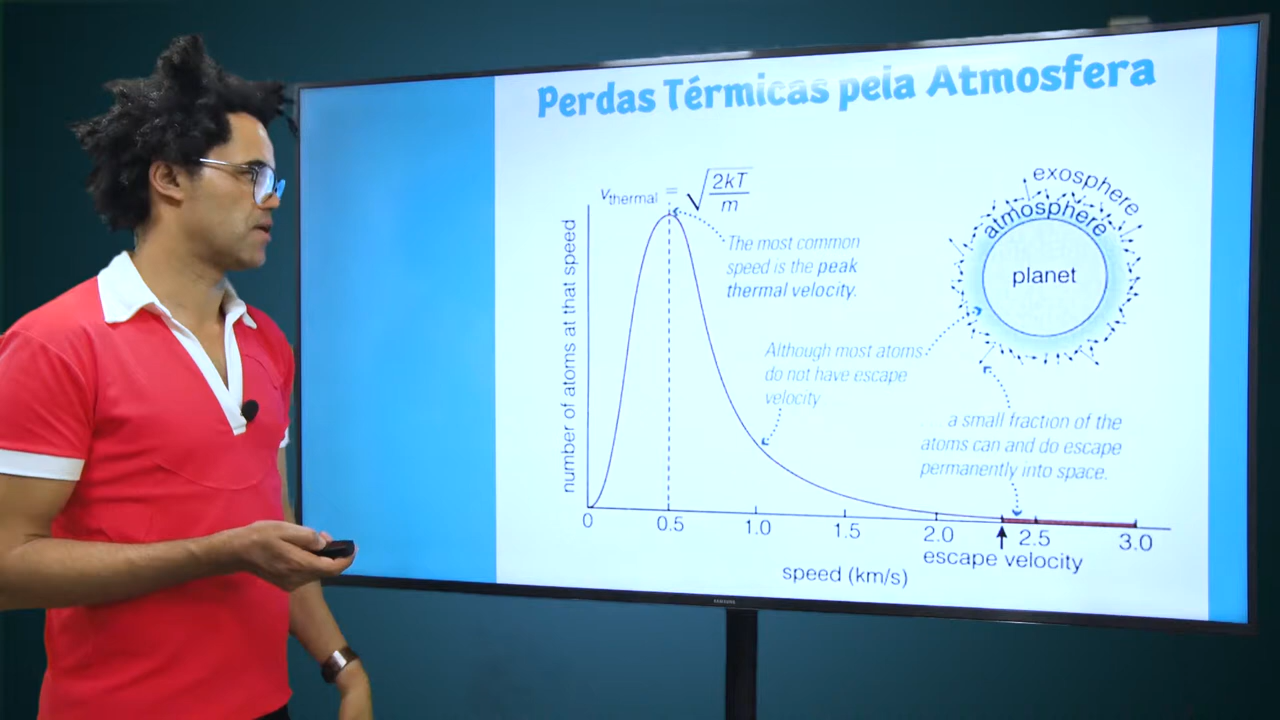 Perdas Térmicas pela Atmosfera
vthermal = √2kT/m
The most common
speed is the peak
thermal velocity.
number of atoms at that speed
Although most atoms
do not have escape
velocity
exosphere
atmosphere
planet
a small fraction of the
atoms can and do escape
permanently into space.
0 0.5 1.0 1.5 2.0 2.5 3.0
escape velocity
speed (km/s)
SAMSUNG